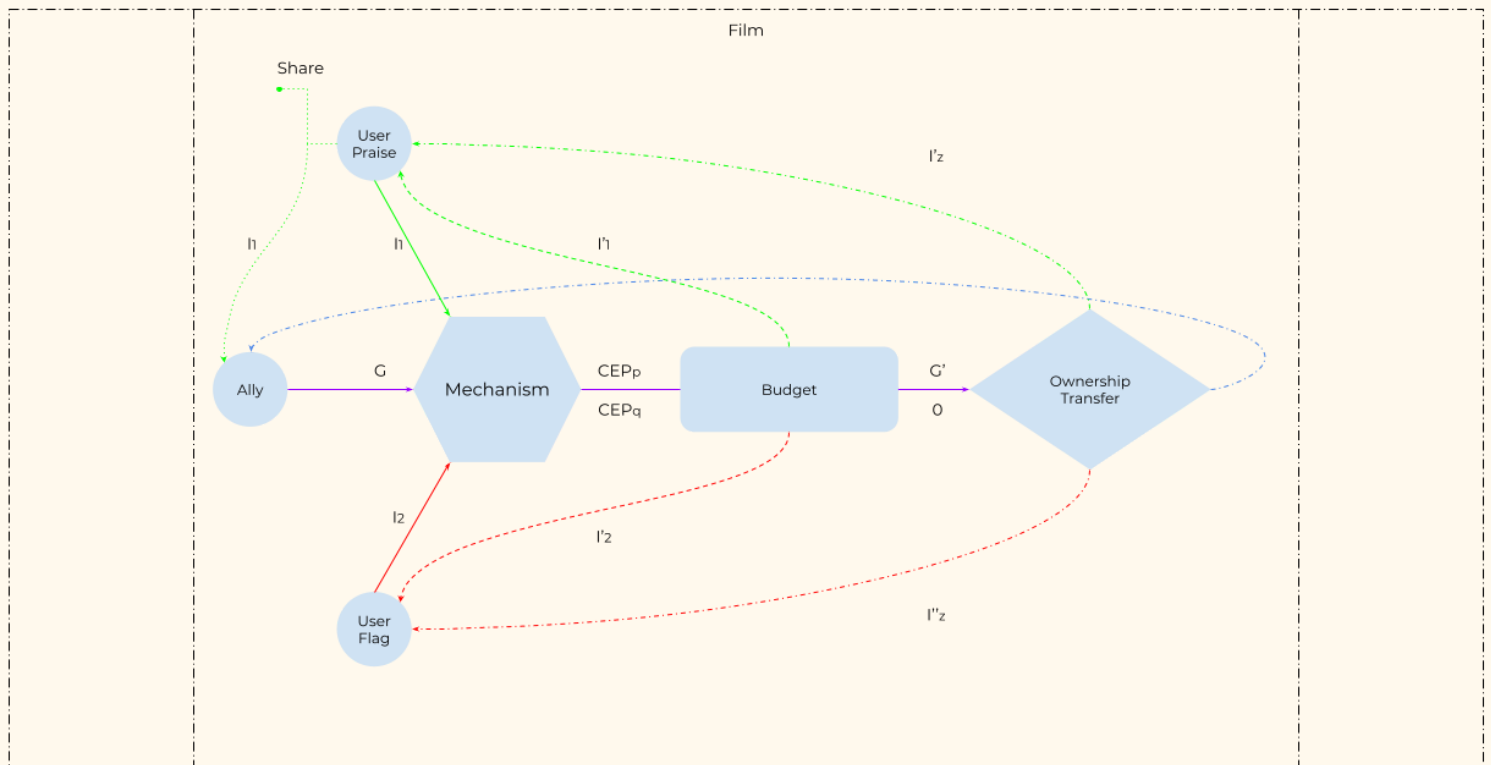 Film
Share
User
Praise
I'z
I1
I1
I'1
Ally
G
Mechanism
CEPp
CEPq
Budget
G'
0
Ownership
Transfer
I2
I'2
User
Flag
I''z